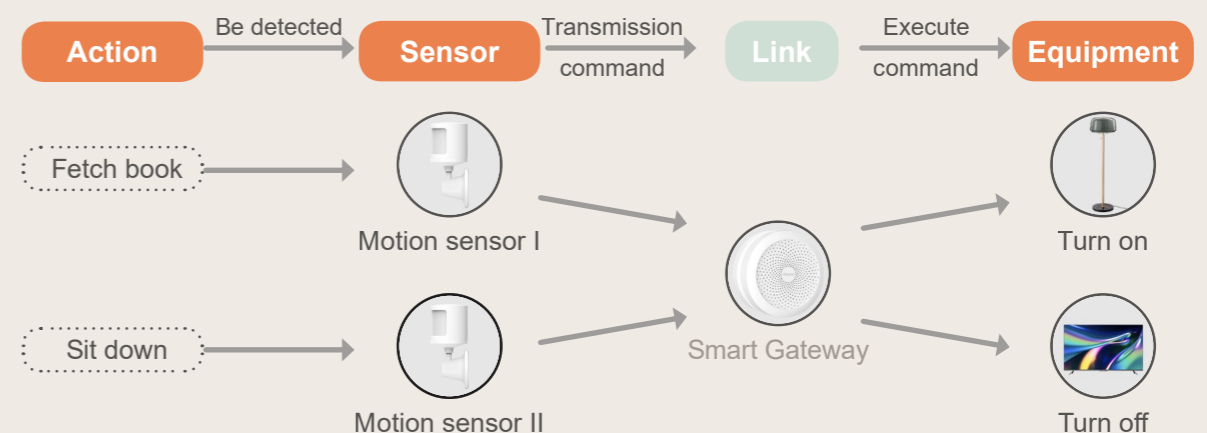 Action
Be detected
Sensor
Transmission
command
Link
Execute
command
Equipment
Fetch book
Motion sensor I
Turn on
Smart Gateway
Sit down
Motion sensor II
Turn off